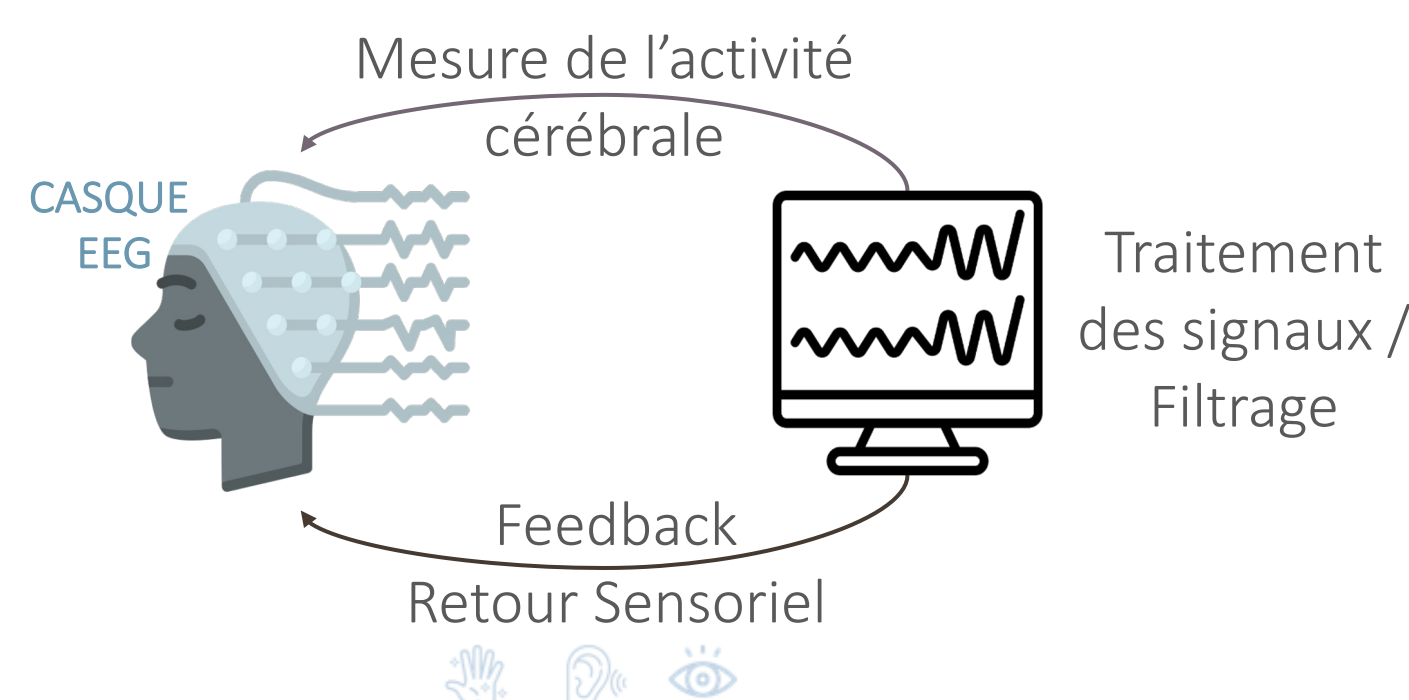 Mesure de l’activité
cérébrale
CASQUE
EEG
Traitement
des signaux /
Filtrage
Feedback
Retour Sensoriel